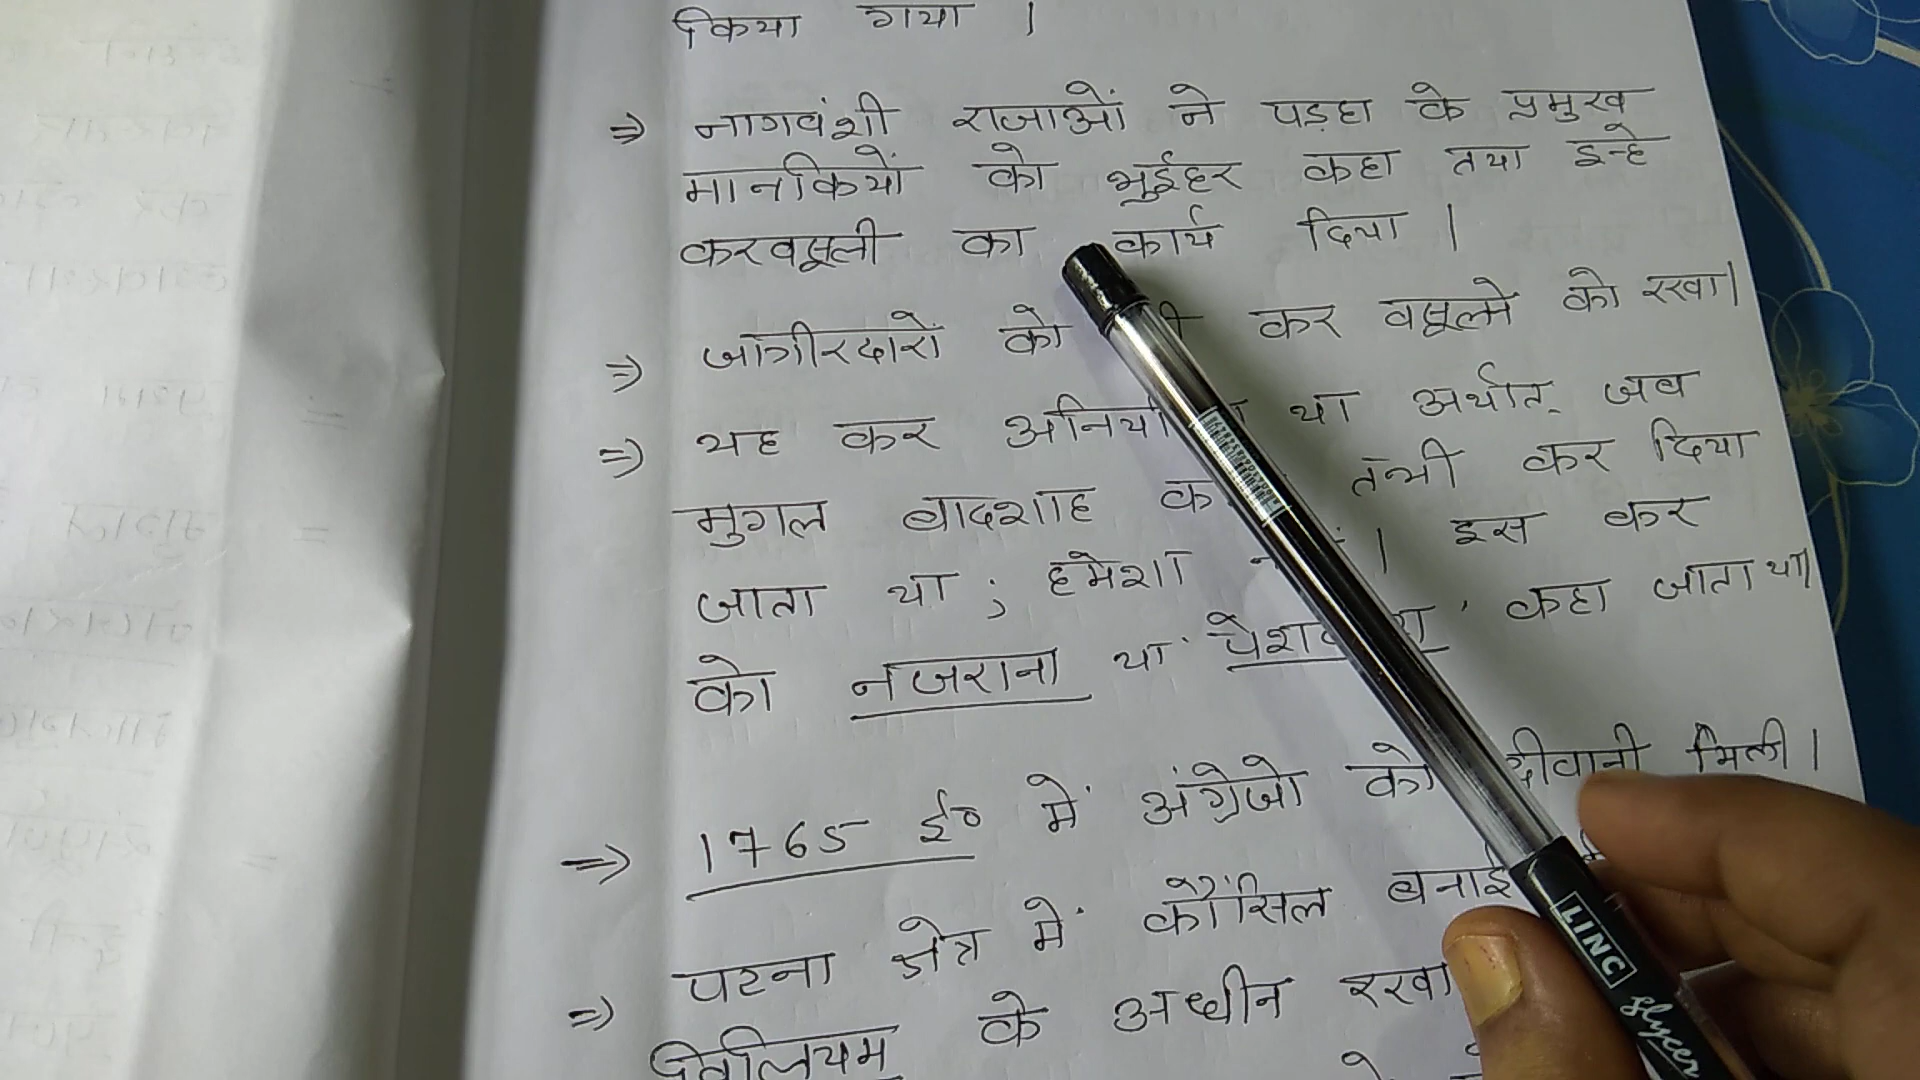 किया गया ।
⇒ नागवंशी राजाओं ने पड़हा के प्रमुख
मानकियों को भुईहर कहा तथा इन्हे
करवसूली का कार्य दिया ।
⇒ जागीरदारो को कर वसूलने को रखा।
⇒ यह कर था अर्थात् जब
मुगल बादशाह तभी कर दिया
जाता था ; हमेशा । इस कर
को नजराना या कहा जाता था।
⇒ 1765 ई० में अंग्रेजो को दीवानी मिली ।
⇒ पटना क्षेत्र में कौंसिल बनाई
विलियम के अधीन रखा
LINC glycer